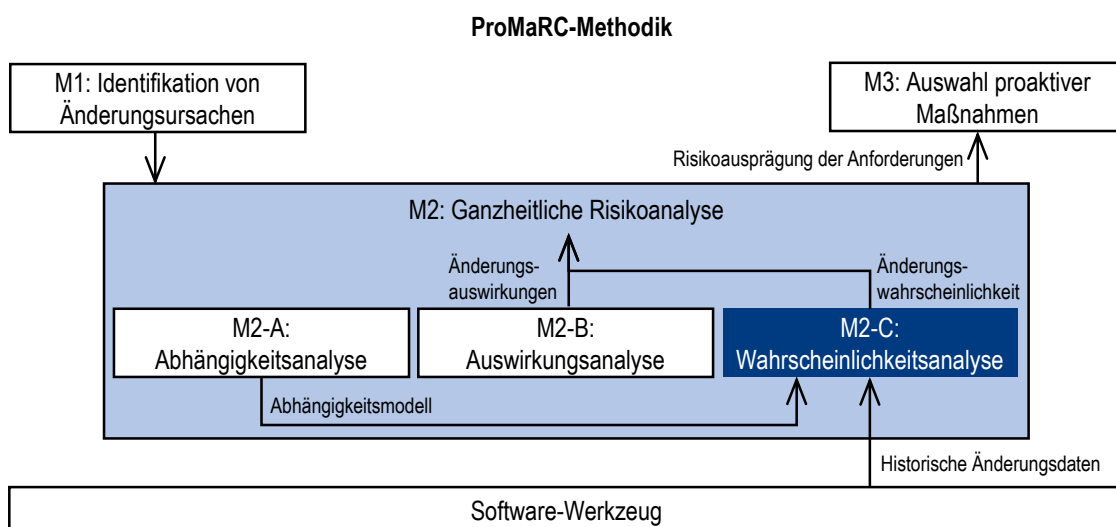 ProMaRC-Methodik
M1: Identifikation von
Änderungsursachen
M3: Auswahl proaktiver
Maßnahmen
Risikoausprägung der Anforderungen
M2: Ganzheitliche Risikoanalyse
Änderungs-
auswirkungen
Änderungs-
wahrscheinlichkeit
M2-A:
Abhängigkeitsanalyse
M2-B:
Auswirkungsanalyse
M2-C:
Wahrscheinlichkeitsanalyse
Abhängigkeitsmodell
Historische Änderungsdaten
Software-Werkzeug